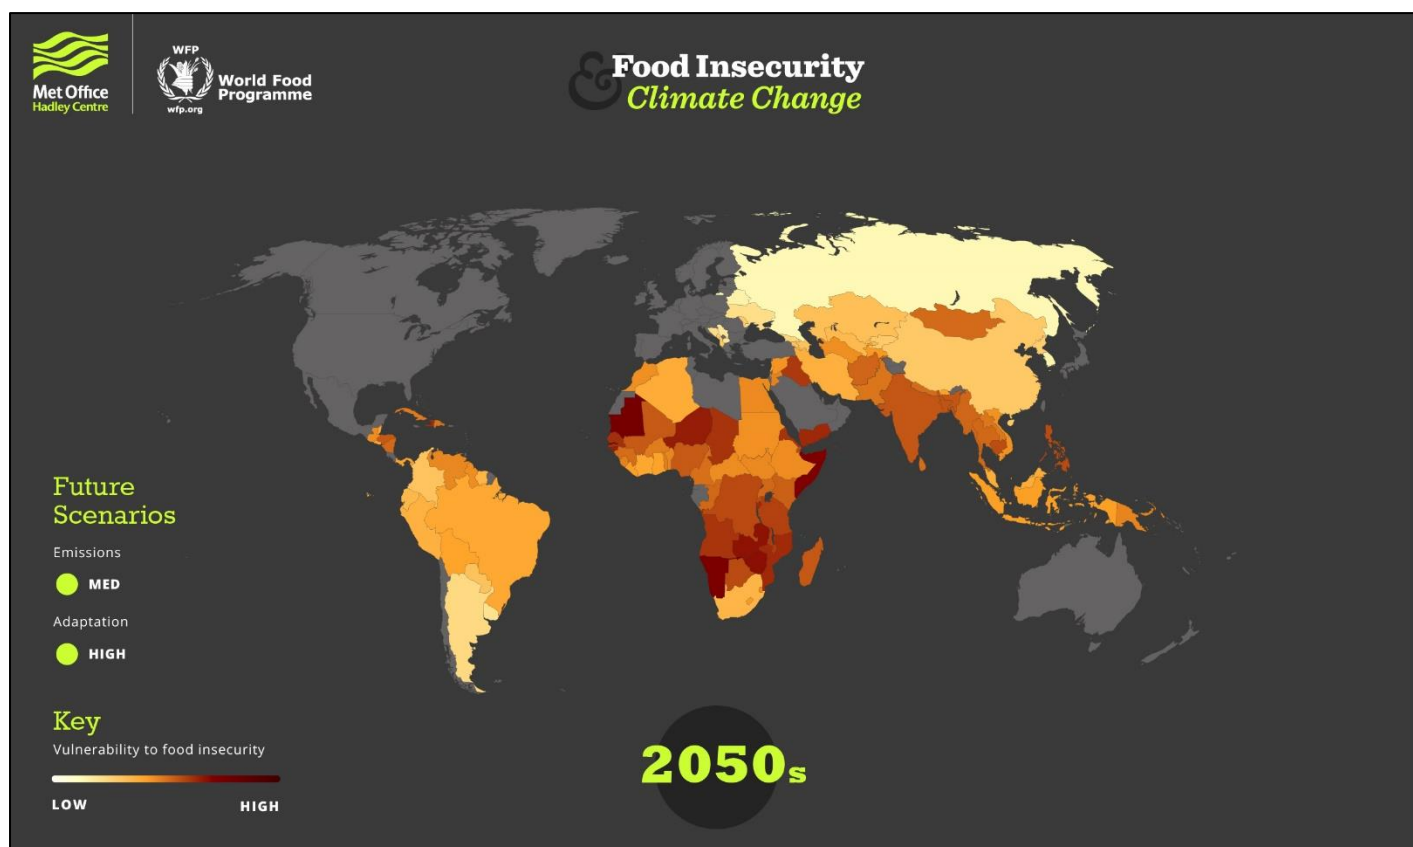 Met Office
Hadley Centre
WFP
wfp.org
World Food
Programme
&
Food Insecurity
Climate Change
Future
Scenarios
Emissions
MED
Adaptation
HIGH
Key
Vulnerability to food insecurity
LOW
HIGH
2050s